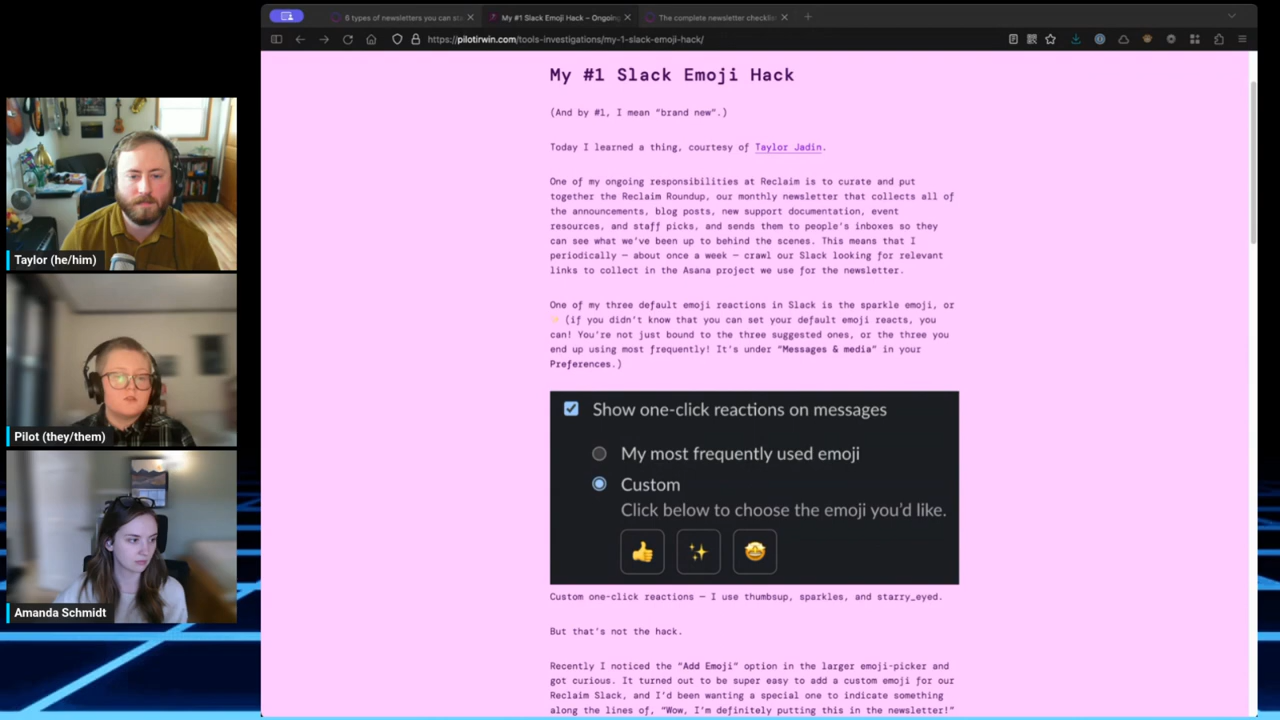 6 types of newsletters you can st
My #1 Slack Emoji Hack – Ongoing
The complete newsletter checklis
https://pilotirwin.com/tools-investigations/my-1-slack-emoji-hack/
My #1 Slack Emoji Hack
(And by #1, I mean “brand new”.)
Today I learned a thing, courtesy of Taylor Jadin.
One of my ongoing responsibilities at Reclaim is to curate and put
together the Reclaim Roundup, our monthly newsletter that collects all of
the announcements, blog posts, new support documentation, event
resources, and staff picks, and sends them to people’s inboxes so they
can see what we’ve been up to behind the scenes. This means that I
periodically — about once a week — crawl our Slack looking for relevant
links to collect in the Asana project we use for the newsletter.
One of my three default emoji reactions in Slack is the sparkle emoji, or
✨ (if you didn’t know that you can set your default emoji reacts, you
can! You’re not just bound to the three suggested ones, or the three you
end up using most frequently! It’s under “Messages & media” in your
Preferences.)
Show one-click reactions on messages
My most frequently used emoji
Custom
Click below to choose the emoji you’d like.
Custom one-click reactions — I use thumbsup, sparkles, and starry_eyed.
But that’s not the hack.
Recently I noticed the “Add Emoji” option in the larger emoji-picker and
got curious. It turned out to be super easy to add a custom emoji for our
Reclaim Slack, and I’d been wanting a special one to indicate something
along the lines of, “Wow, I’m definitely putting this in the newsletter!”
Taylor (he/him)
Pilot (they/them)
Amanda Schmidt